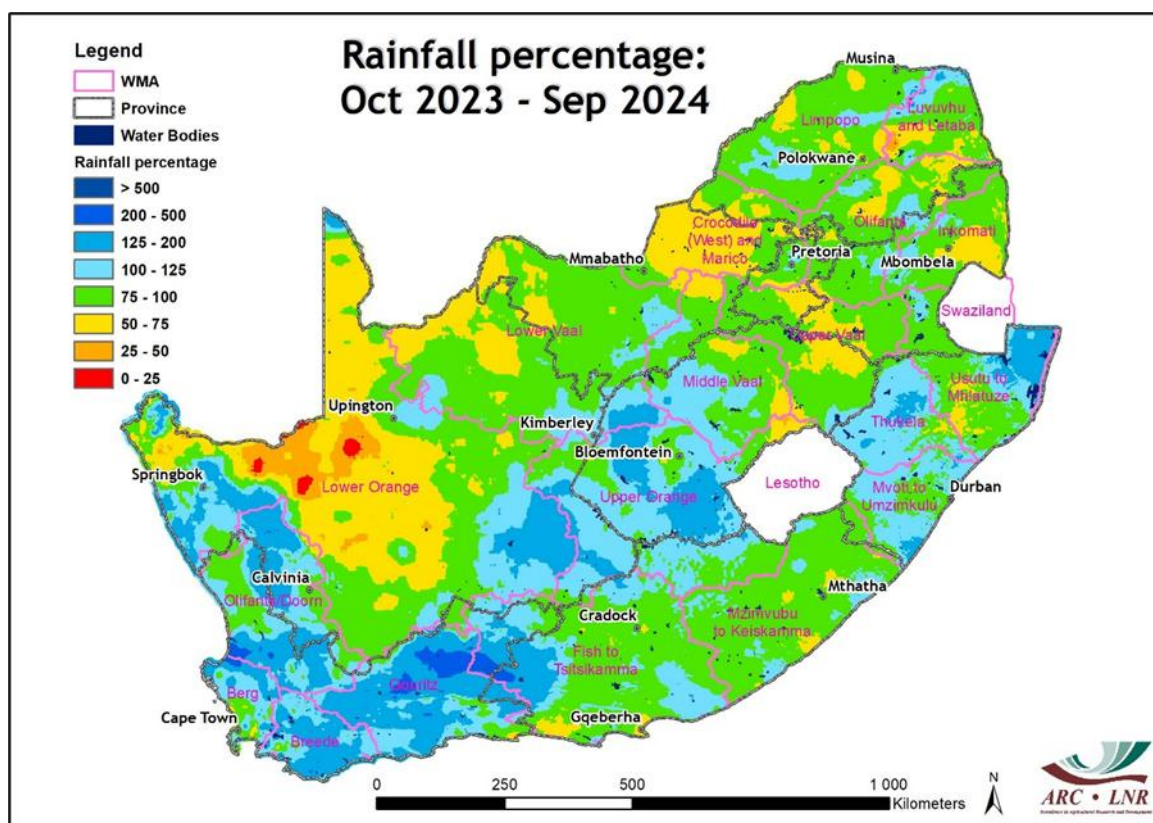 Rainfall percentage:
Oct 2023 - Sep 2024
Legend
WMA
Province
Water Bodies
Rainfall percentage
> 500
200 - 500
125 - 200
100 - 125
75 - 100
50 - 75
25 - 50
0 - 25
Musina
Limpopo
Luvuvhu
and Letaba
Polokwane
Crocodile
(West) and
Marico
Olifants
Inkomati
Mmabatho
Pretoria
Mbombela
Swaziland
Lower Vaal
Upper Vaal
Middle Vaal
Usutu to
Mhlatuze
Thukela
Upington
Kimberley
Bloemfontein
Springbok
Lower Orange
Upper Orange
Lesotho
Mvoti to
Umzimkulu
Durban
Calvinia
Olifants/Doorn
Mthatha
Cradock
Mzimvubu
to Keiskamma
Fish to
Tsitsikamma
Gouritz
Berg
Cape Town
Breede
Gqeberha
0 250 500 1 000
Kilometers
N
ARC • LNR